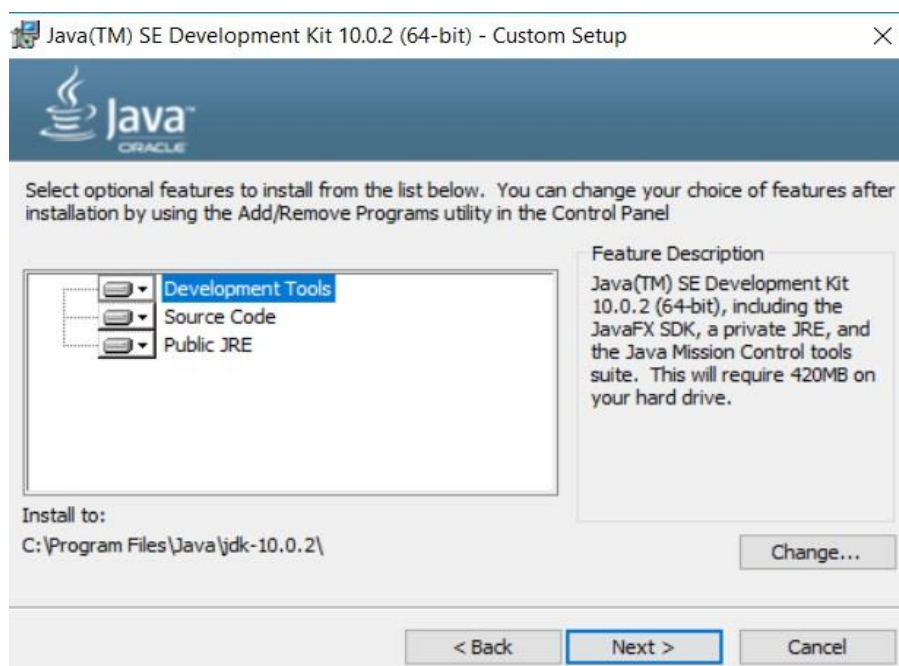 Java(TM) SE Development Kit 10.0.2 (64-bit) - Custom Setup
Java™
ORACLE
Select optional features to install from the list below. You can change your choice of features after
installation by using the Add/Remove Programs utility in the Control Panel
Development Tools
Source Code
Public JRE
Feature Description
Java(TM) SE Development Kit
10.0.2 (64-bit), including the
JavaFX SDK, a private JRE, and
the Java Mission Control tools
suite. This will require 420MB on
your hard drive.
Install to:
C:\Program Files\Java\jdk-10.0.2\
Change...
< Back
Next >
Cancel